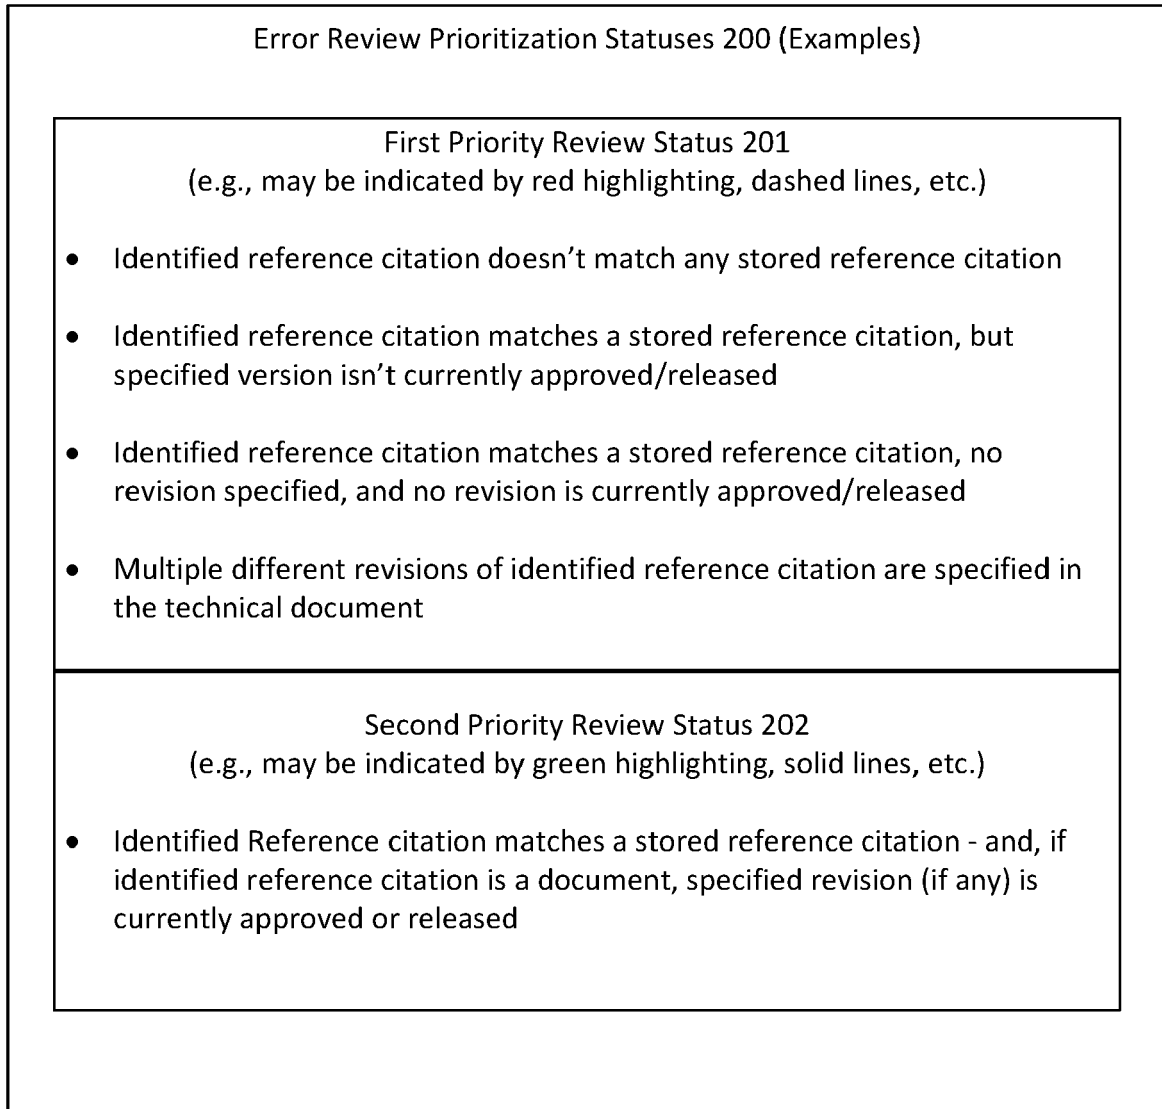 Error Review Prioritization Statuses 200 (Examples)
First Priority Review Status 201
(e.g., may be indicated by red highlighting, dashed lines, etc.)
• Identified reference citation doesn’t match any stored reference citation
• Identified reference citation matches a stored reference citation, but
specified version isn’t currently approved/released
• Identified reference citation matches a stored reference citation, no
revision specified, and no revision is currently approved/released
• Multiple different revisions of identified reference citation are specified in
the technical document
Second Priority Review Status 202
(e.g., may be indicated by green highlighting, solid lines, etc.)
• Identified Reference citation matches a stored reference citation - and, if
identified reference citation is a document, specified revision (if any) is
currently approved or released